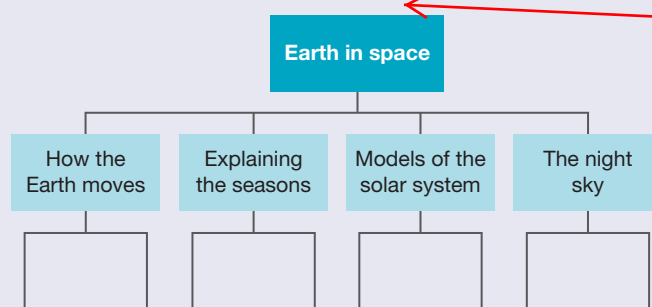 Earth in space
How the
Earth moves
Explaining
the seasons
Models of the
solar system
The night
sky